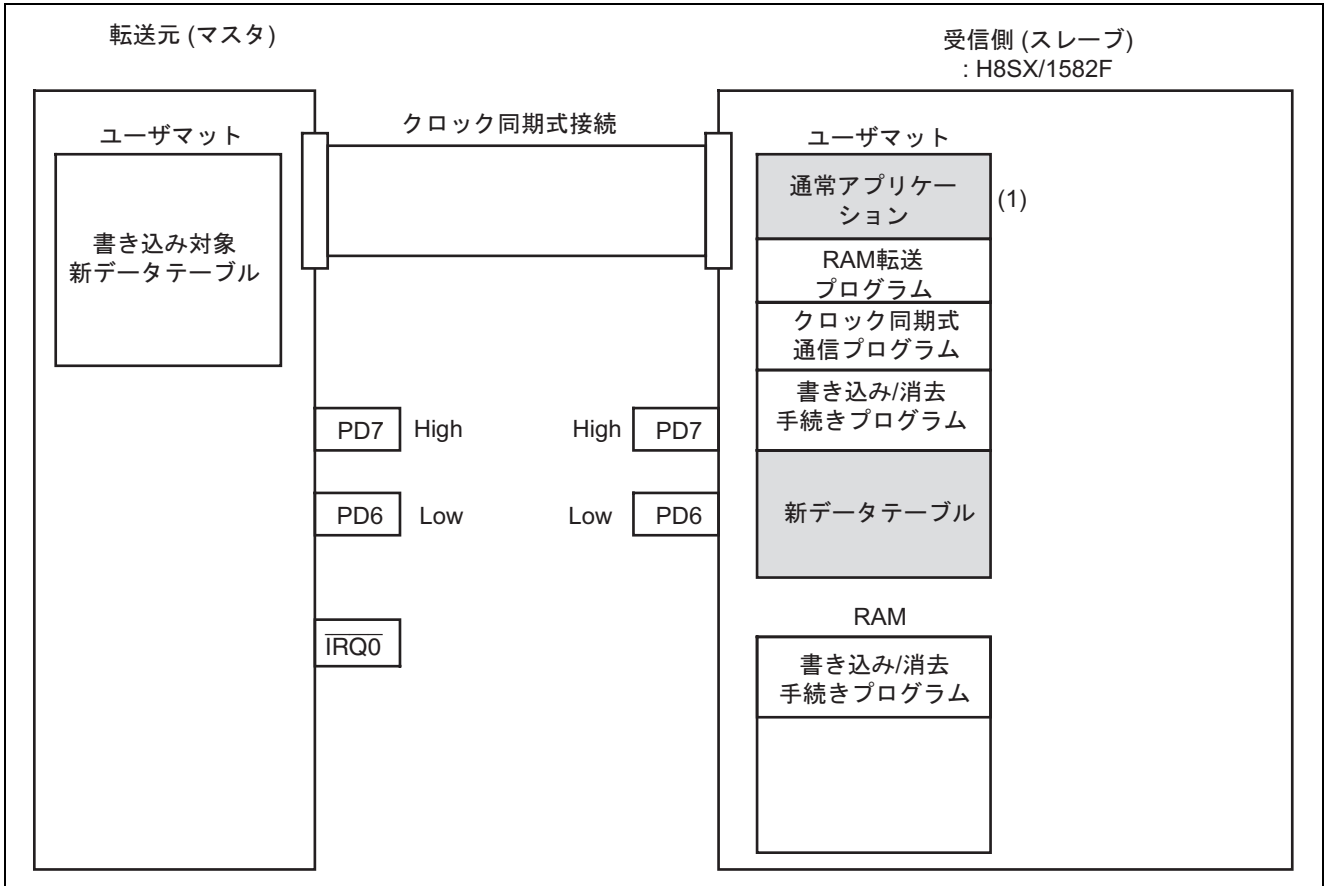 転送元 (マスタ)
受信側 (スレーブ)
: H8SX/1582F
ユーザマット
書き込み対象
新データテーブル
クロック同期式接続
ユーザマット
通常アプリケー
ション
(1)
RAM転送
プログラム
クロック同期式
通信プログラム
書き込み/消去
手続きプログラム
新データテーブル
PD7 High
High PD7
PD6 Low
Low PD6
IRQ0
RAM
書き込み/消去
手続きプログラム